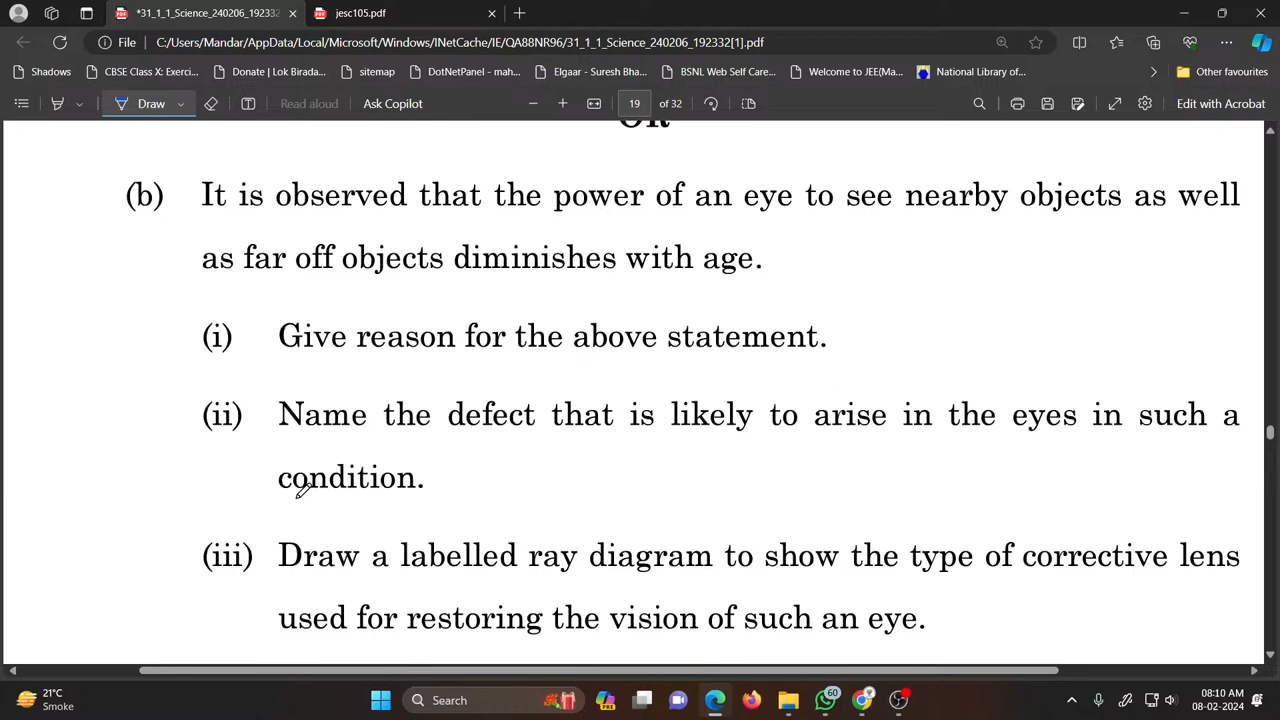 *31_1_1_Science_240206_192332
jesc105.pdf
File
C:/Users/Mandar/AppData/Local/Microsoft/Windows/INetCache/IE/QA88NR96/31_1_1_Science_240206_192332[1].pdf
Shadows
CBSE Class X: Exerci...
Donate | Lok Birada...
sitemap
DotNetPanel - mah...
Elgaar - Suresh Bha...
BSNL Web Self Care...
Welcome to JEE(Ma...
National Library of...
Other favourites
Draw
Read aloud
Ask Copilot
19 of 32
Edit with Acrobat
OR
(b) It is observed that the power of an eye to see nearby objects as well
as far off objects diminishes with age.
(i) Give reason for the above statement.
(ii) Name the defect that is likely to arise in the eyes in such a
condition.
(iii) Draw a labelled ray diagram to show the type of corrective lens
used for restoring the vision of such an eye.
21°C
Smoke
Search
PRE
60
08:10 AM
08-02-2024